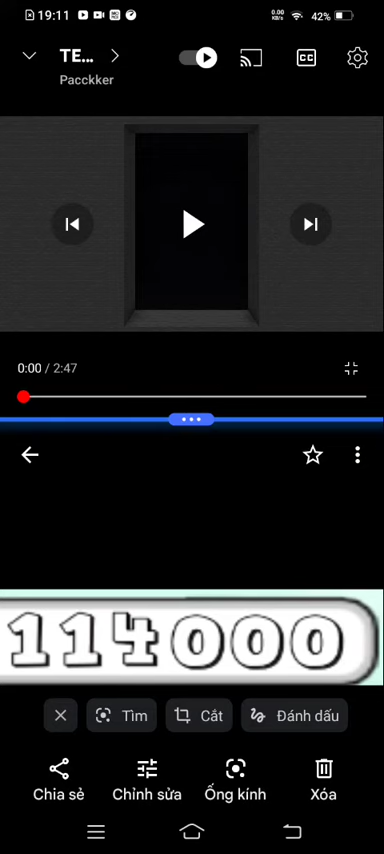 19:11
0.00
KB/s
42%
TE...
Pacckker
CC
0:00 / 2:47
114000
Tìm
Cắt
Đánh dấu
Chia sẻ
Chỉnh sửa
Ống kính
Xóa